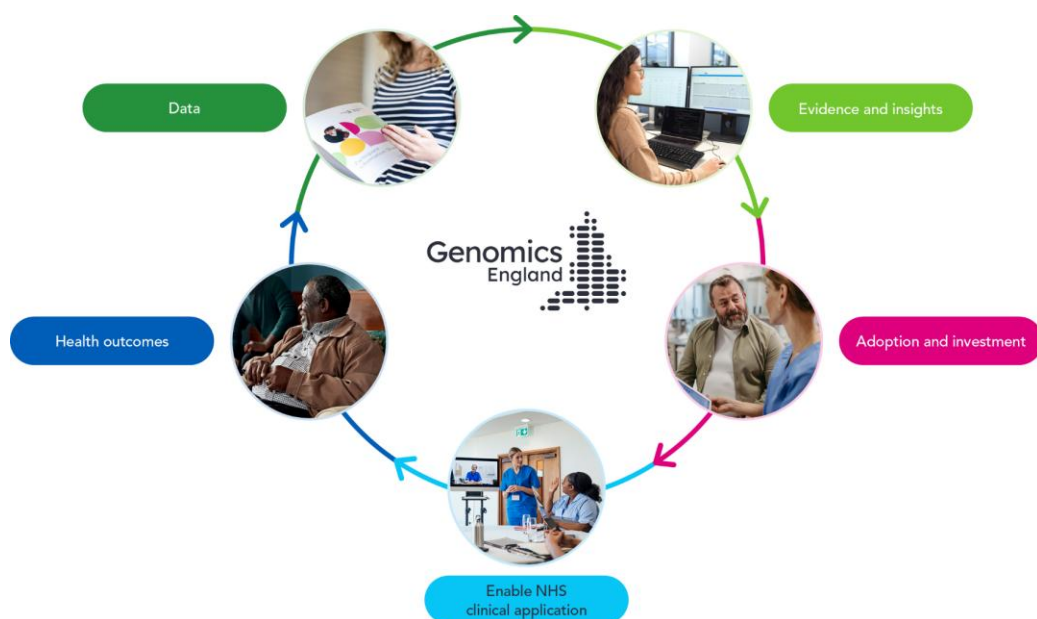 Data
Evidence and insights
Genomics
England
Health outcomes
Adoption and investment
Enable NHS
clinical application